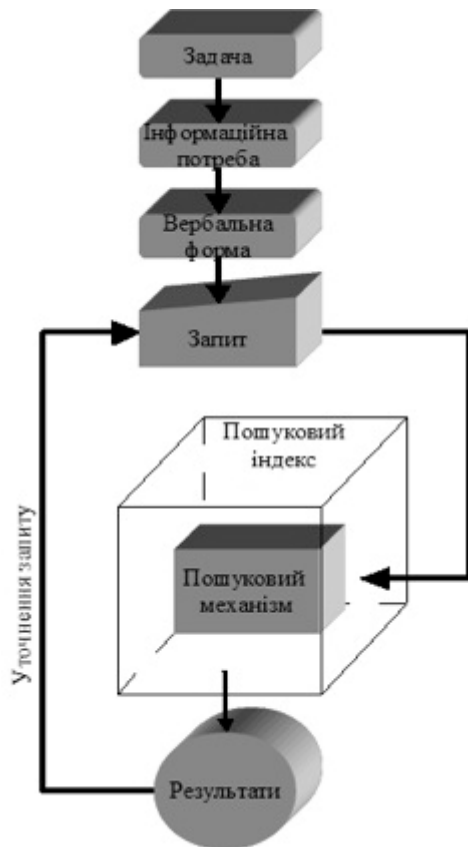 Задача
Інформаційна
потреба
Вербальна
форма
Запит
Пошуковий
індекс
Пошуковий
механізм
Уточнення запиту
Результати